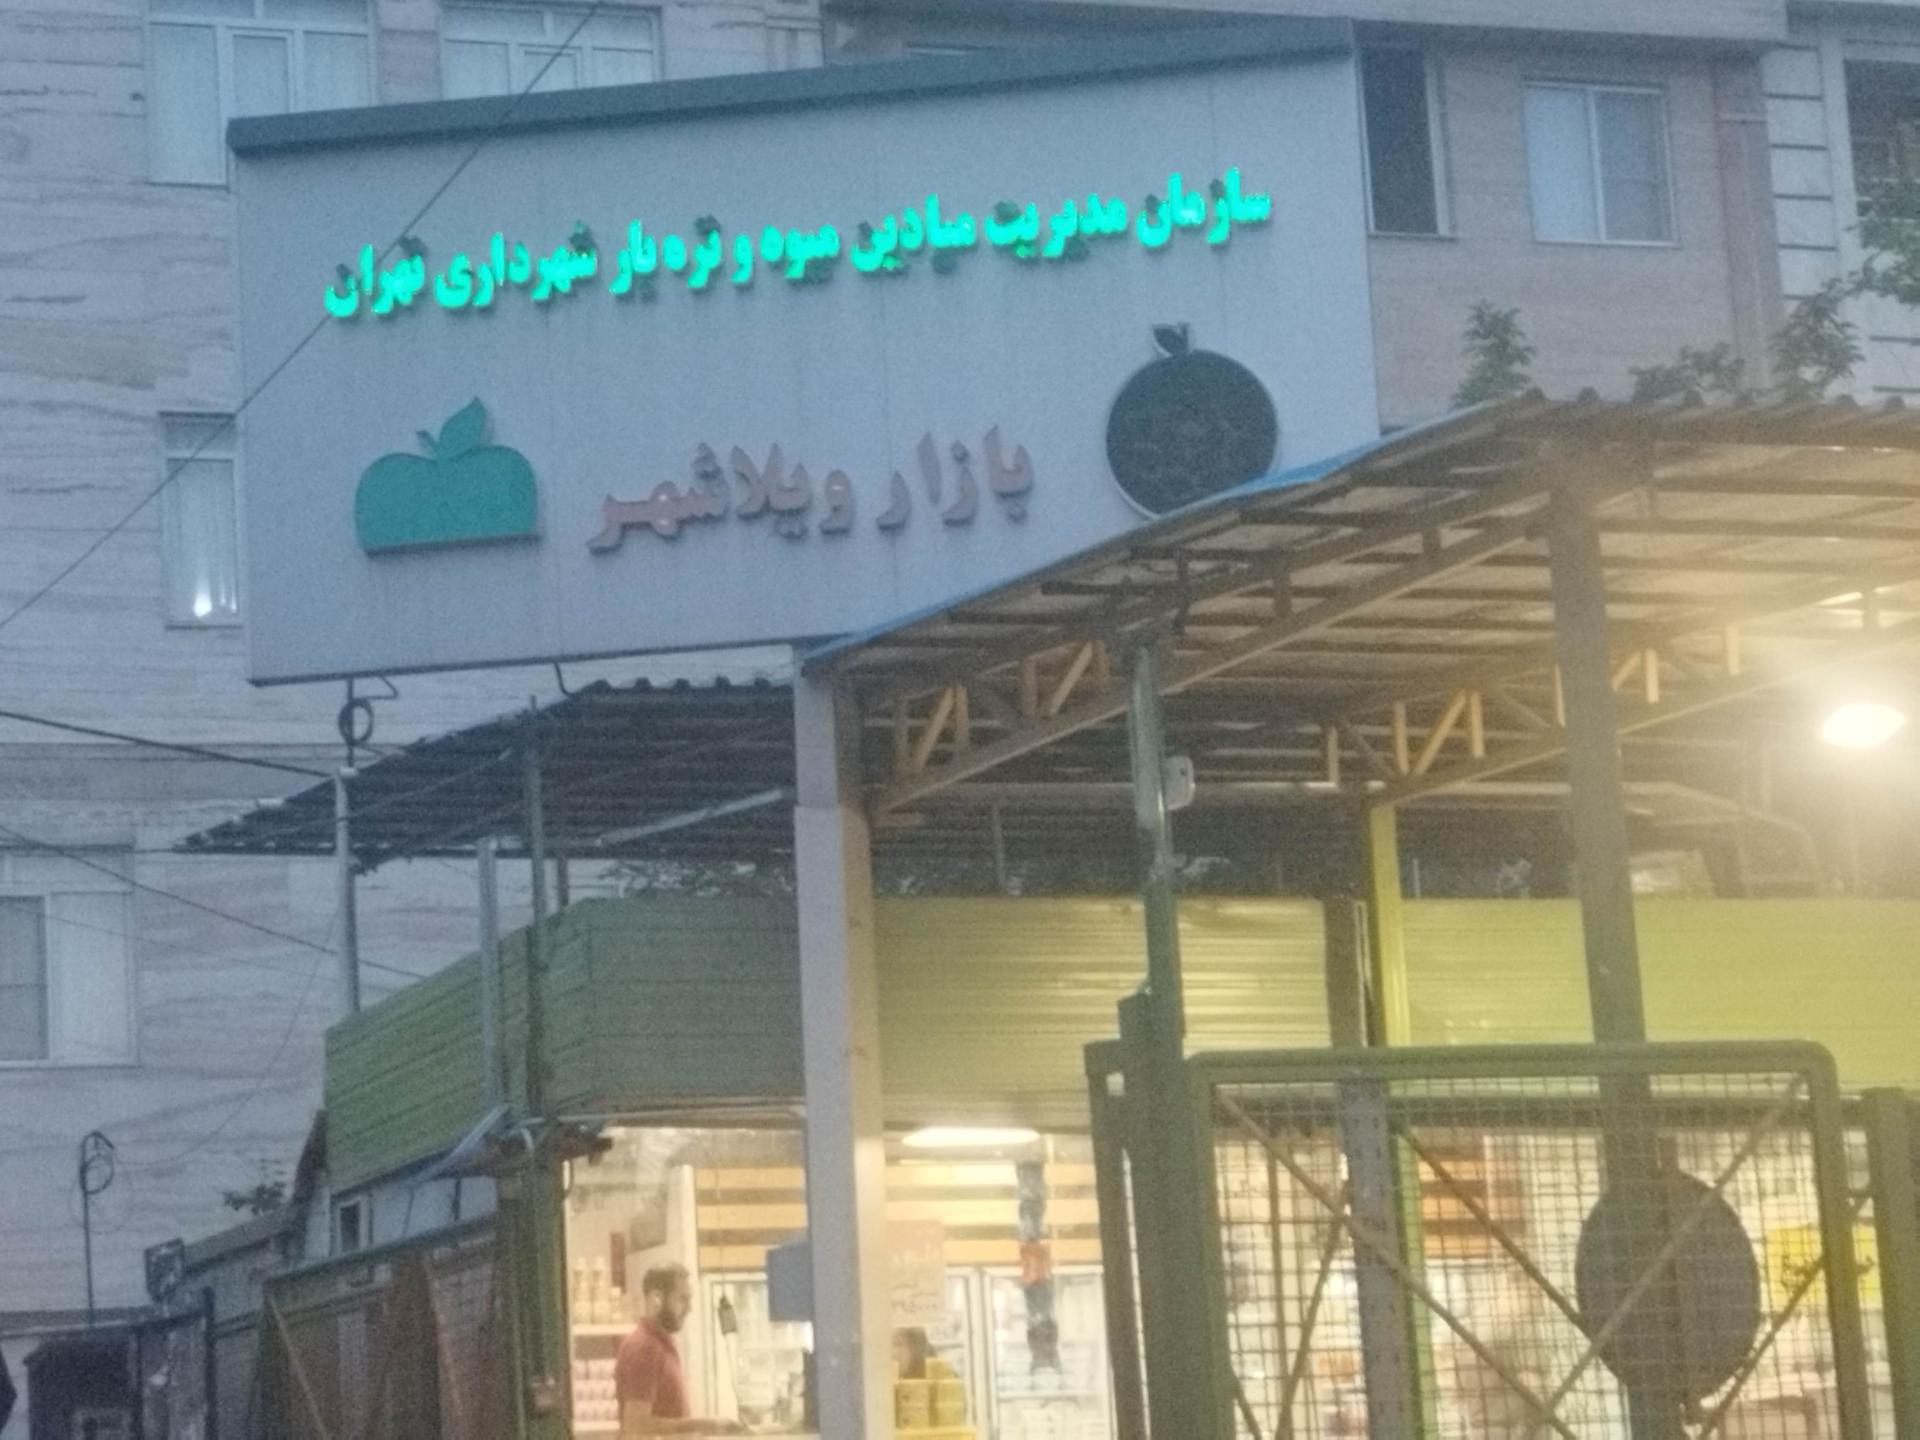 سازمان مدیریت میادین میوه و تره بار شهرداری تهران
بازار ویلاشهر